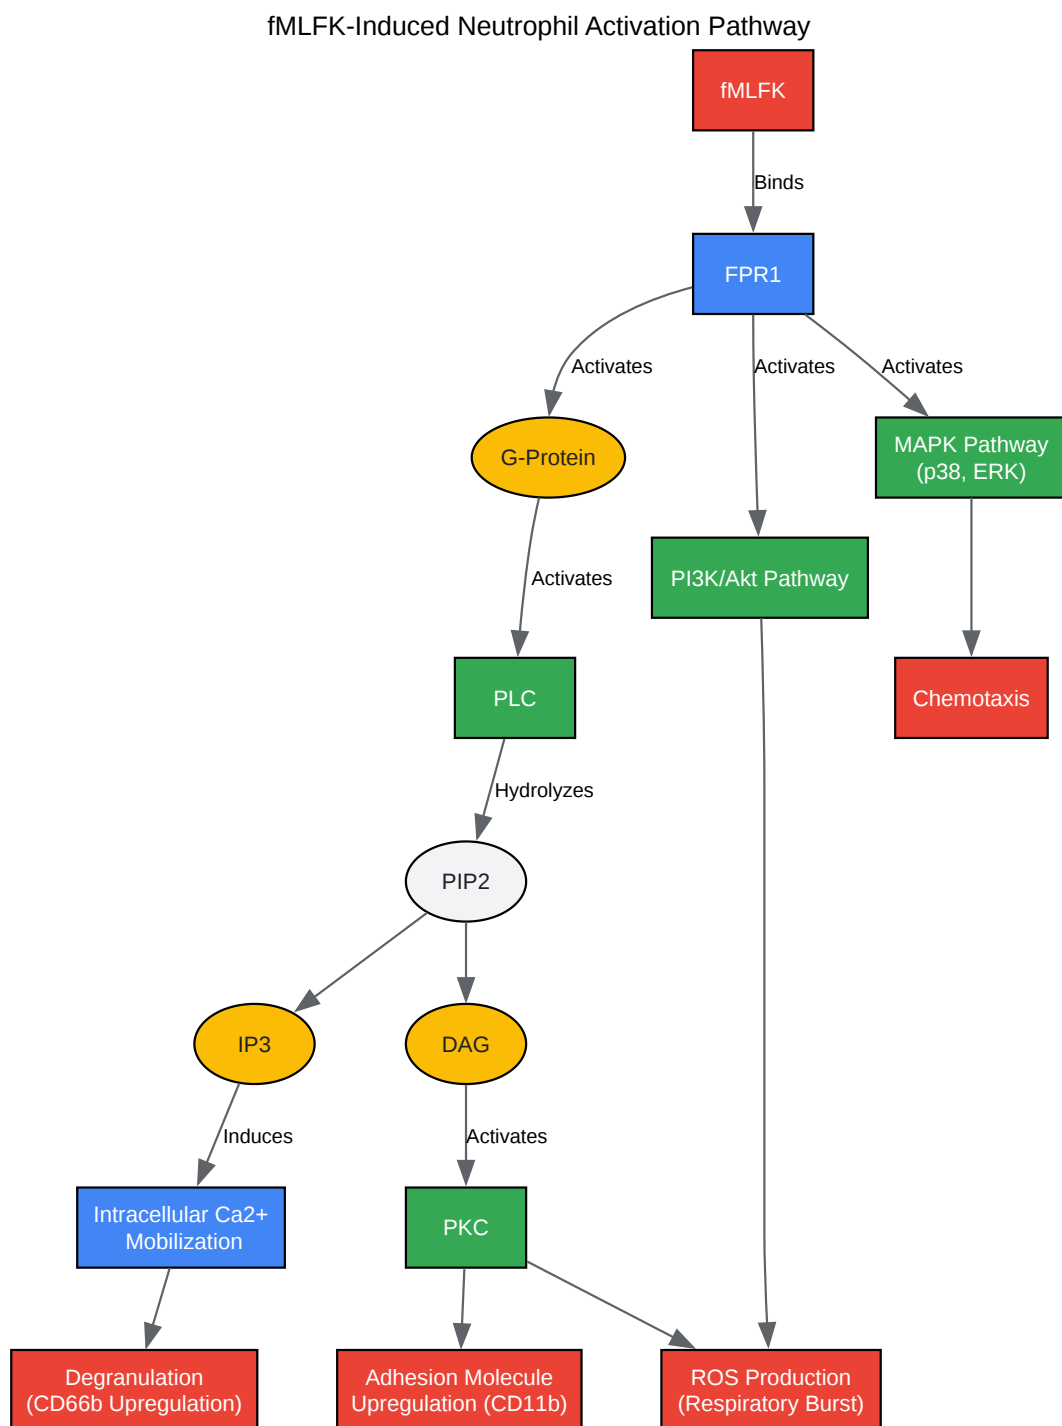 fMLFK-Induced Neutrophil Activation Pathway
fMLFK
Binds
FPR1
Activates
Activates
Activates
G-Protein
MAPK Pathway
(p38, ERK)
Activates
PI3K/Akt Pathway
PLC
Chemotaxis
Hydrolyzes
PIP2
IP3
DAG
Induces
Activates
Intracellular Ca2+
Mobilization
PKC
Degranulation
(CD66b Upregulation)
Adhesion Molecule
Upregulation (CD11b)
ROS Production
(Respiratory Burst)